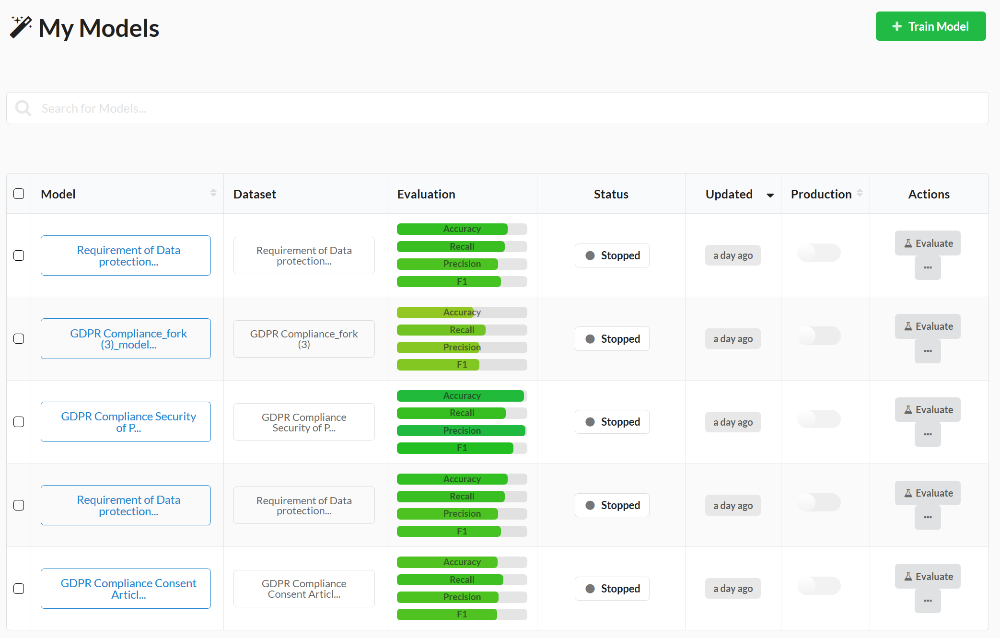 My Models
Train Model
Search for Models...
Model
Dataset
Evaluation
Status
Updated
Production
Actions
Requirement of Data
protection...
Requirement of Data
protection...
Accuracy
Recall
Precision
F1
Stopped
a day ago
Evaluate
...
GDPR Compliance_fork
(3)_model...
GDPR Compliance_fork
(3)
Accuracy
Recall
Precision
F1
Stopped
a day ago
Evaluate
...
GDPR Compliance Security
of P...
GDPR Compliance
Security of P...
Accuracy
Recall
Precision
F1
Stopped
a day ago
Evaluate
...
Requirement of Data
protection...
Requirement of Data
protection...
Accuracy
Recall
Precision
F1
Stopped
a day ago
Evaluate
...
GDPR Compliance Consent
Articl...
GDPR Compliance
Consent Articl...
Accuracy
Recall
Precision
F1
Stopped
a day ago
Evaluate
...